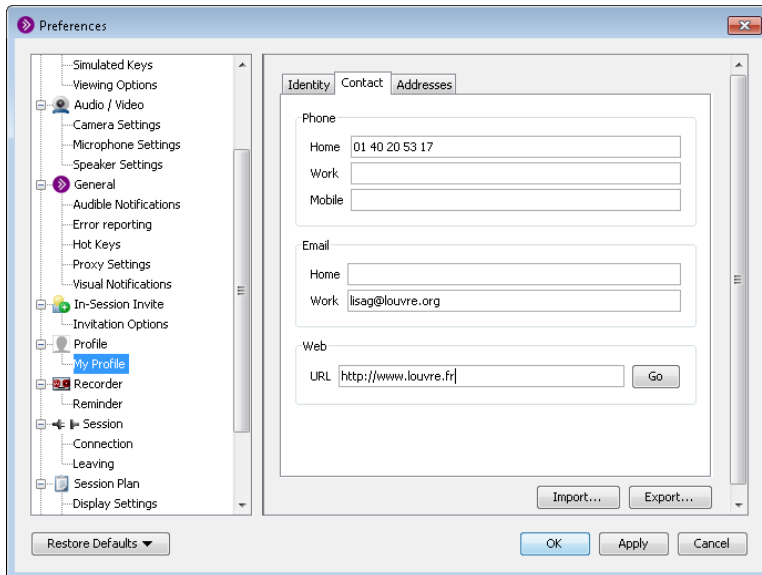 Preferences
Simulated Keys
Viewing Options
Audio / Video
Camera Settings
Microphone Settings
Speaker Settings
General
Audible Notifications
Error reporting
Hot Keys
Proxy Settings
Visual Notifications
In-Session Invite
Invitation Options
Profile
My Profile
Recorder
Reminder
Session
Connection
Leaving
Session Plan
Display Settings
Identity Contact Addresses
Phone
Home 01 40 20 53 17
Work
Mobile
Email
Home
Work lisag@louvre.org
Web
URL http://www.louvre.fr Go
Import... Export...
Restore Defaults OK Apply Cancel